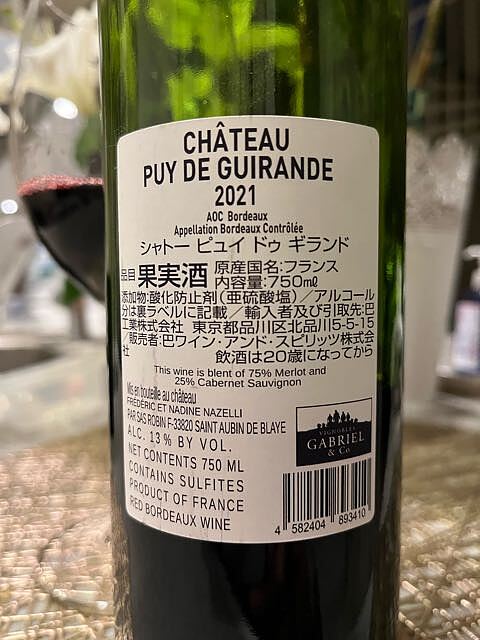 CHÂTEAU
PUY DE GUIRANDE
2021
AOC Bordeaux
Appellation Bordeaux Contrôlée
シャトー ピュイ ドゥ ギランド
品目 果実酒 原産国名:フランス
内容量:750mℓ
添加物:酸化防止剤(亜硫酸塩)/アルコール
分は裏ラベルに記載/輸入者及び引取先:巴
工業株式会社 東京都品川区北品川5-5-15
/販売者:巴ワイン・アンド・スピリッツ株式会
社 飲酒は20歳になってから
This wine is blent of 75% Merlot and
25% Cabernet Sauvignon
Mis en bouteille au château
FRÉDÉRIC ET NADINE NAZELLI
PAR SAS ROBIN F-33820 SAINT AUBIN DE BLAYE
ALC. 13% BY VOL.
NET CONTENTS 750 ML
CONTAINS SULFITES
PRODUCT OF FRANCE
RED BORDEAUX WINE
VIGNOBLES
GABRIEL
& Co
4 582404 893410